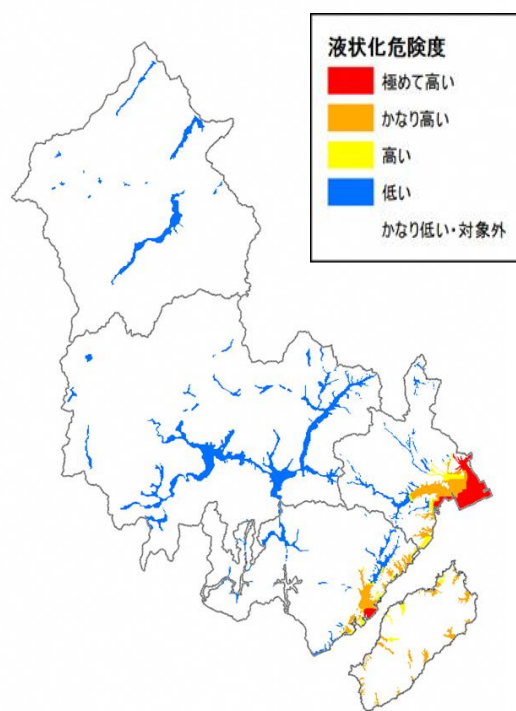 液状化危険度
極めて高い
かなり高い
高い
低い
かなり低い・対象外